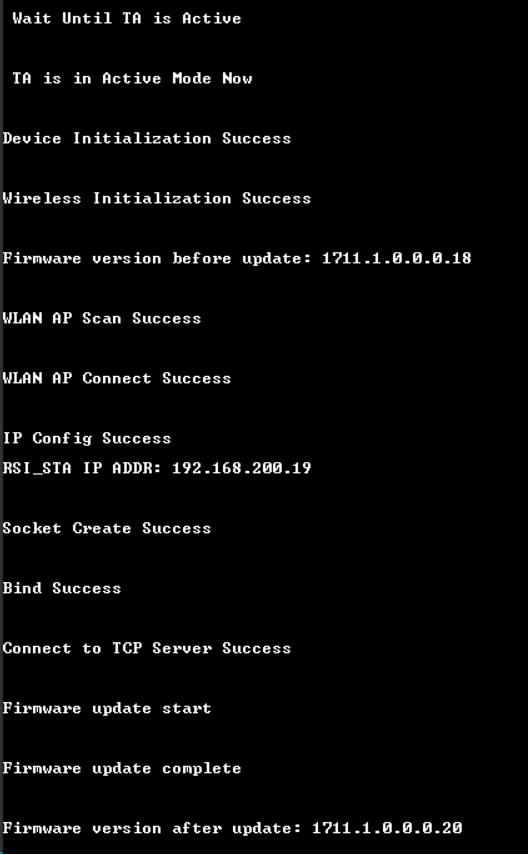 Wait Until TA is Active
TA is in Active Mode Now
Device Initialization Success
Wireless Initialization Success
Firmware version before update: 1711.1.0.0.0.18
WLAN AP Scan Success
WLAN AP Connect Success
IP Config Success
RSI_STA IP ADDR: 192.168.200.19
Socket Create Success
Bind Success
Connect to TCP Server Success
Firmware update start
Firmware update complete
Firmware version after update: 1711.1.0.0.0.20